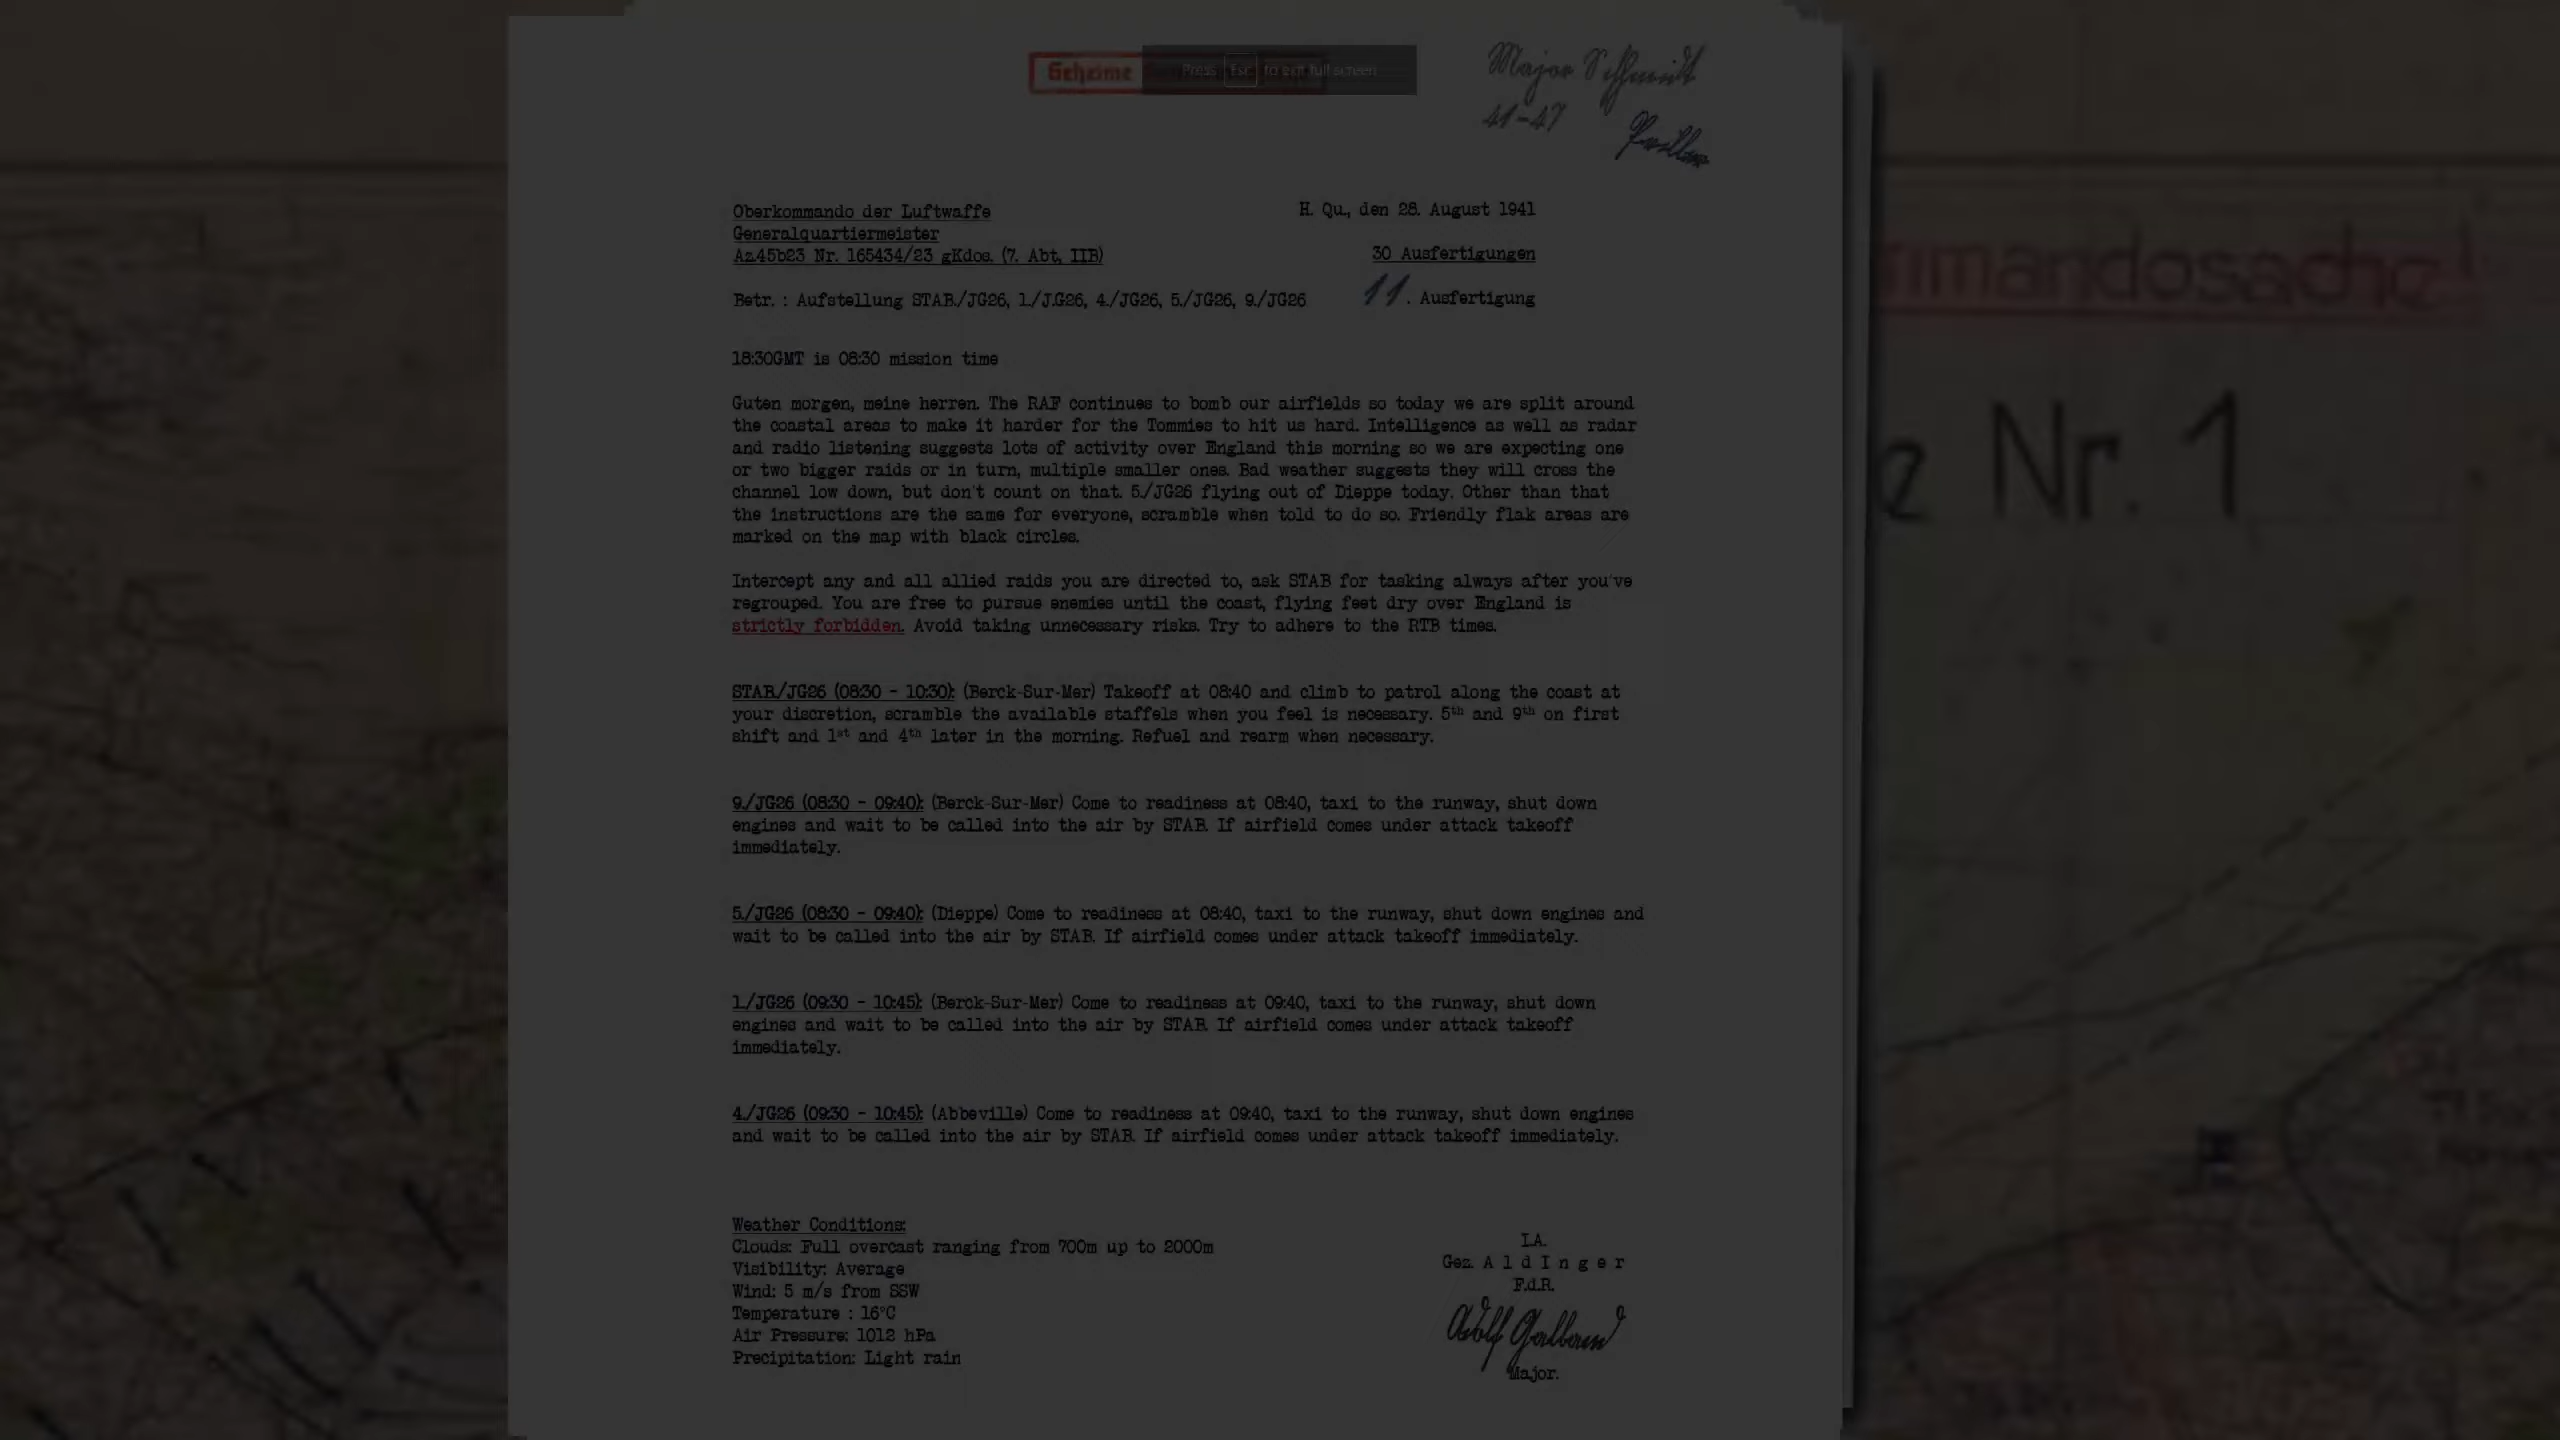 Geheime
Press Esc to exit full screen
Major Schmidt
41-47
Oberkommando der Luftwaffe
H. Qu., den 28. August 1941
Generalquartiermeister
Az.45b23 Nr. 165434/23 gKdos. (7. Abt, IIB)
30 Ausfertigungen
Betr. : Aufstellung STAB./JG26, 1./J.G26, 4./JG26, 5./JG26, 9./JG26
11. Ausfertigung
mmandosache!
e Nr. 1
18:30GMT is 08:30 mission time
Guten morgen, meine herren. The RAF continues to bomb our airfields so today we are split around
the coastal areas to make it harder for the Tommies to hit us hard. Intelligence as well as radar
and radio listening suggests lots of activity over England this morning so we are expecting one
or two bigger raids or in turn, multiple smaller ones. Bad weather suggests they will cross the
channel low down, but don't count on that. 5./JG26 flying out of Dieppe today. Other than that
the instructions are the same for everyone, scramble when told to do so. Friendly flak areas are
marked on the map with black circles.
Intercept any and all allied raids you are directed to, ask STAB for tasking always after you've
regrouped. You are free to pursue enemies until the coast, flying feet dry over England is
strictly forbidden. Avoid taking unnecessary risks. Try to adhere to the RTB times.
STAB/JG26 (08:30 - 10:30): (Berck-Sur-Mer) Takeoff at 08:40 and climb to patrol along the coast at
your discretion, scramble the available staffels when you feel is necessary. 5th and 9th on first
shift and 1st and 4th later in the morning. Refuel and rearm when necessary.
9./JG26 (08:30 - 09:40): (Berck-Sur-Mer) Come to readiness at 08:40, taxi to the runway, shut down
engines and wait to be called into the air by STAB. If airfield comes under attack takeoff
immediately.
5./JG26 (08:30 - 09:40): (Dieppe) Come to readiness at 08:40, taxi to the runway, shut down engines and
wait to be called into the air by STAB. If airfield comes under attack takeoff immediately.
1./JG26 (09:30 - 10:45): (Berck-Sur-Mer) Come to readiness at 09:40, taxi to the runway, shut down
engines and wait to be called into the air by STAB. If airfield comes under attack takeoff
immediately.
4./JG26 (09:30 - 10:45): (Abbeville) Come to readiness at 09:40, taxi to the runway, shut down engines
and wait to be called into the air by STAB. If airfield comes under attack takeoff immediately.
Weather Conditions:
Clouds: Full overcast ranging from 700m up to 2000m
Visibility: Average
Wind: 5 m/s from SSW
Temperature : 16°C
Air Pressure: 1012 hPa
Precipitation: Light rain
I.A.
Gez. A l d I n g e r
F.d.R.
Adolf Galland
Major.